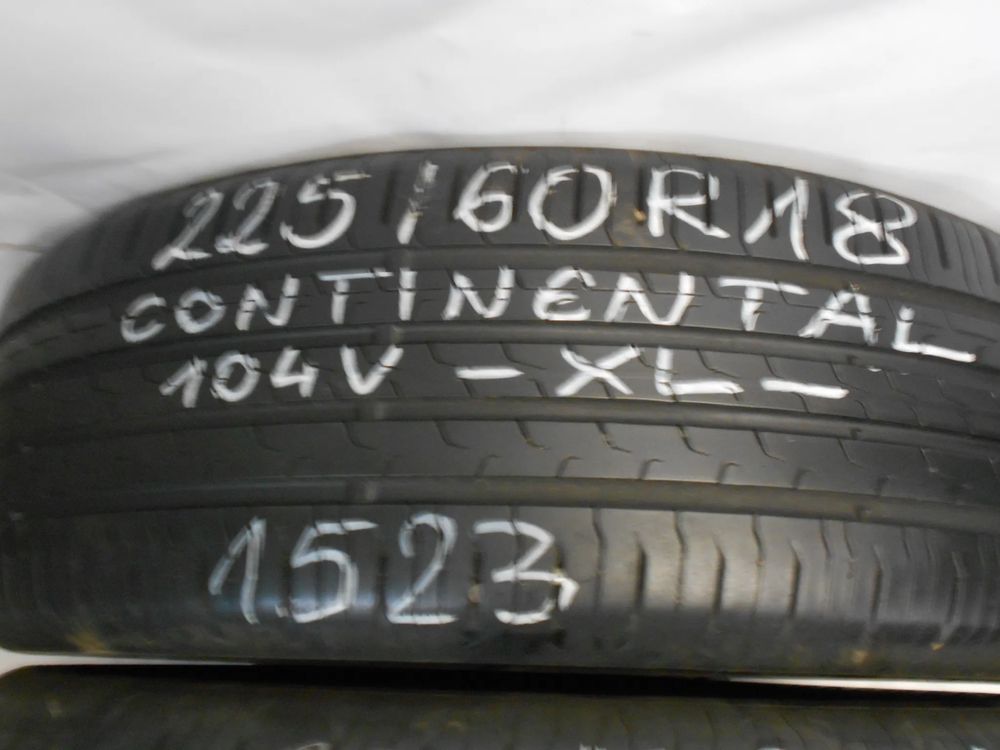 225/60R18
CONTINENTAL
104V - XL -
1523